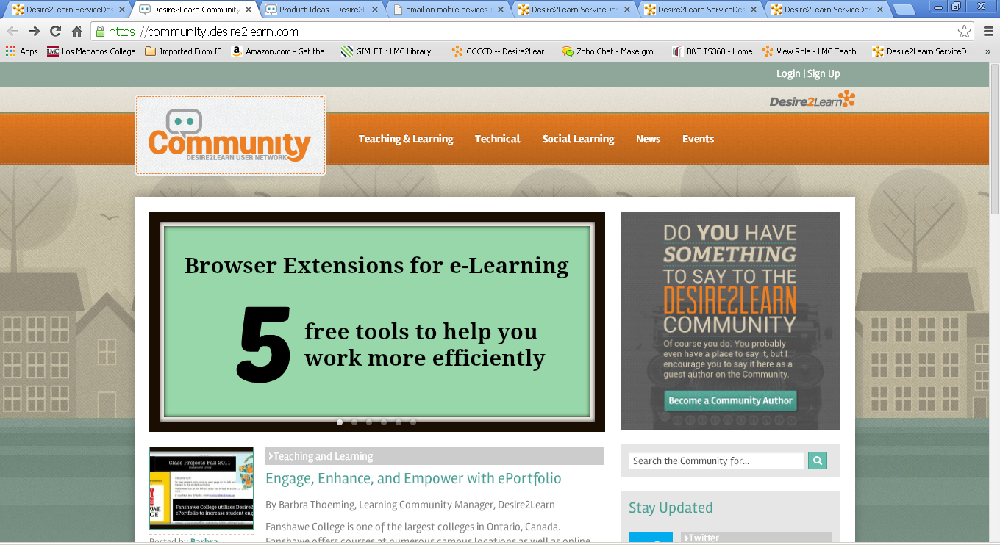 Desire2Learn ServiceDes
Desire2Learn Community
Product Ideas - Desire2L
email on mobile devices
Desire2Learn ServiceDes
Desire2Learn ServiceDes
Desire2Learn ServiceDes
https://community.desire2learn.com
Apps
LMC Los Medanos College
Imported From IE
Amazon.com - Get the...
GIMLET · LMC Library ...
CCCCD -- Desire2Lear...
Zoho Chat - Make gro...
B&T TS360 - Home
View Role - LMC Teach...
Desire2Learn ServiceD...
»
Login | Sign Up
Desire2Learn
Community
DESIRE2LEARN USER NETWORK
Teaching & Learning
Technical
Social Learning
News
Events
Browser Extensions for e-Learning
5
free tools to help you
work more efficiently
DO YOU HAVE
SOMETHING
TO SAY TO THE
DESIRE2LEARN
COMMUNITY
Of course you do. You probably
even have a place to say it, but I
encourage you to say it here as a
guest author on the Community.
Become a Community Author
Class Projects Fall 2011
Fanshawe College utilizes Desire2
ePortfolio to increase student eng
Posted by Barbra
Teaching and Learning
Engage, Enhance, and Empower with ePortfolio
By Barbra Thoeming, Learning Community Manager, Desire2Learn
Fanshawe College is one of the largest colleges in Ontario, Canada.
Fanshawe offers courses at numerous campus locations as well as online
Search the Community for...
Stay Updated
Twitter